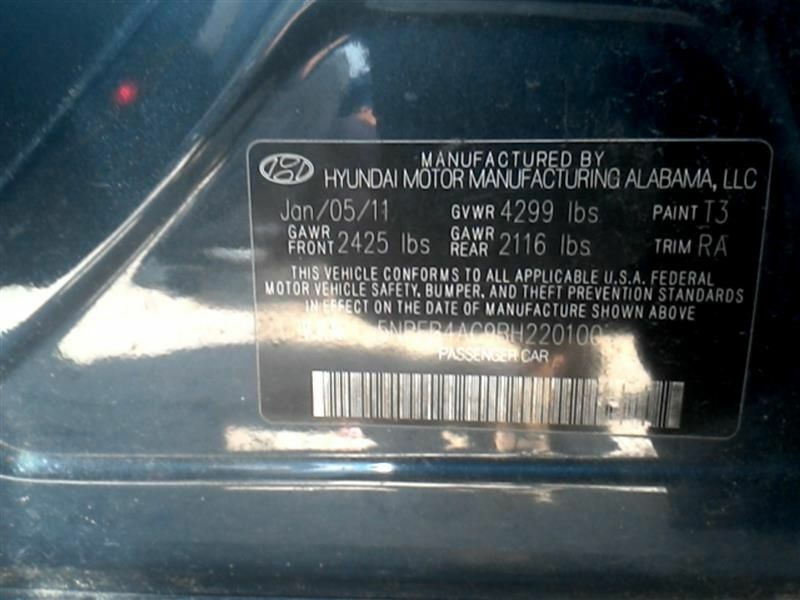 MANUFACTURED BY
HYUNDAI MOTOR MANUFACTURING ALABAMA, LLC
Jan/05/11 GVWR 4299 lbs PAINT T3
GAWR FRONT 2425 lbs GAWR REAR 2116 lbs TRIM RA
THIS VEHICLE CONFORMS TO ALL APPLICABLE U.S.A. FEDERAL
MOTOR VEHICLE SAFETY, BUMPER, AND THEFT PREVENTION STANDARDS
IN EFFECT ON THE DATE OF MANUFACTURE SHOWN ABOVE
5NPEB4AC9BH220100
PASSENGER CAR